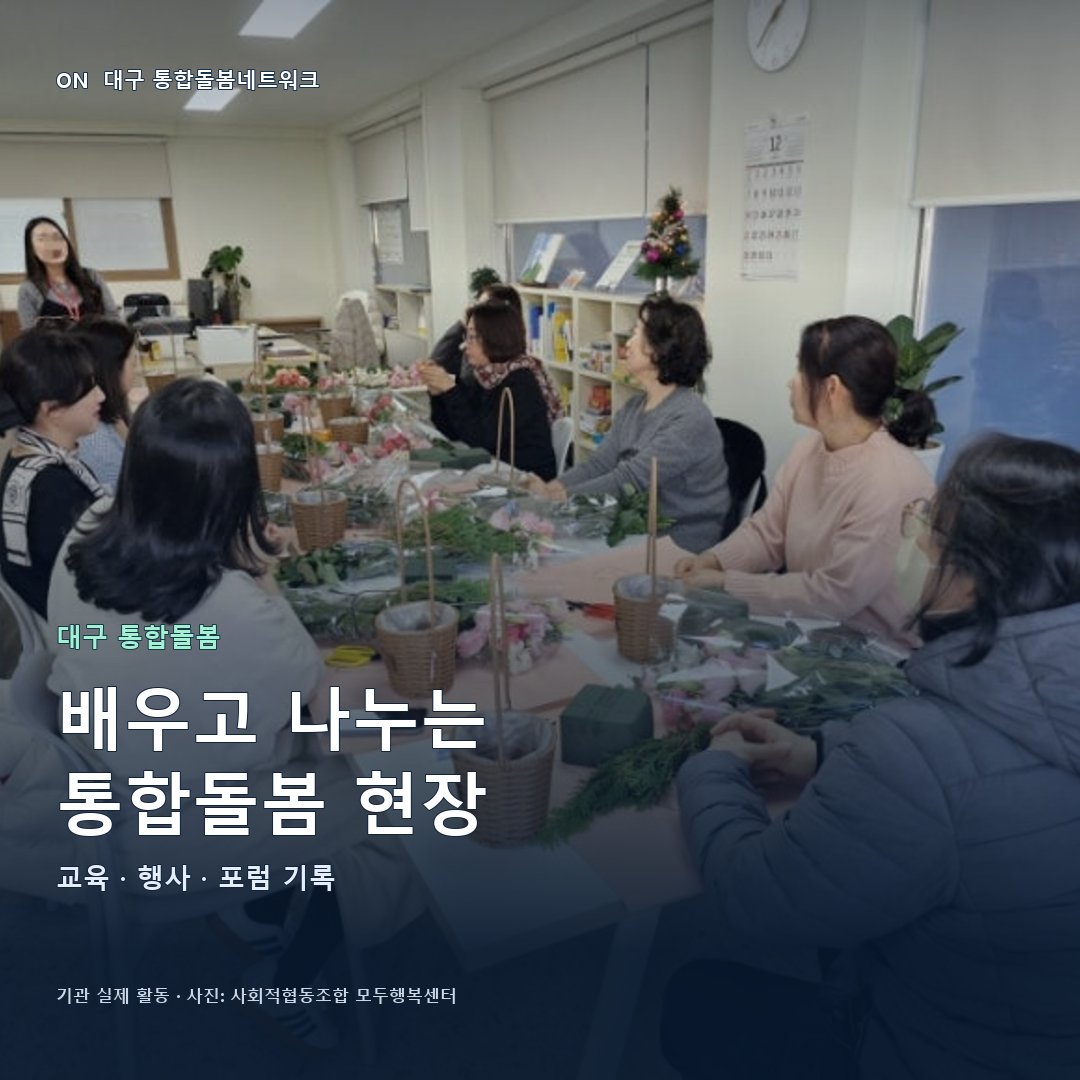 ON 대구 통합돌봄네트워크
12
대구 통합돌봄
배우고 나누는
통합돌봄 현장
교육 · 행사 · 포럼 기록
기관 실제 활동 · 사진: 사회적협동조합 모두행복센터